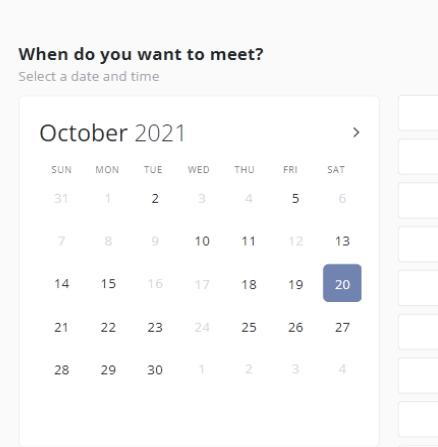 When do you want to meet?
Select a date and time
October 2021 >
SUN MON TUE WED THU FRI SAT
31 1 2 3 4 5 6
7 8 9 10 11 12 13
14 15 16 17 18 19 20
21 22 23 24 25 26 27
28 29 30 1 2 3 4